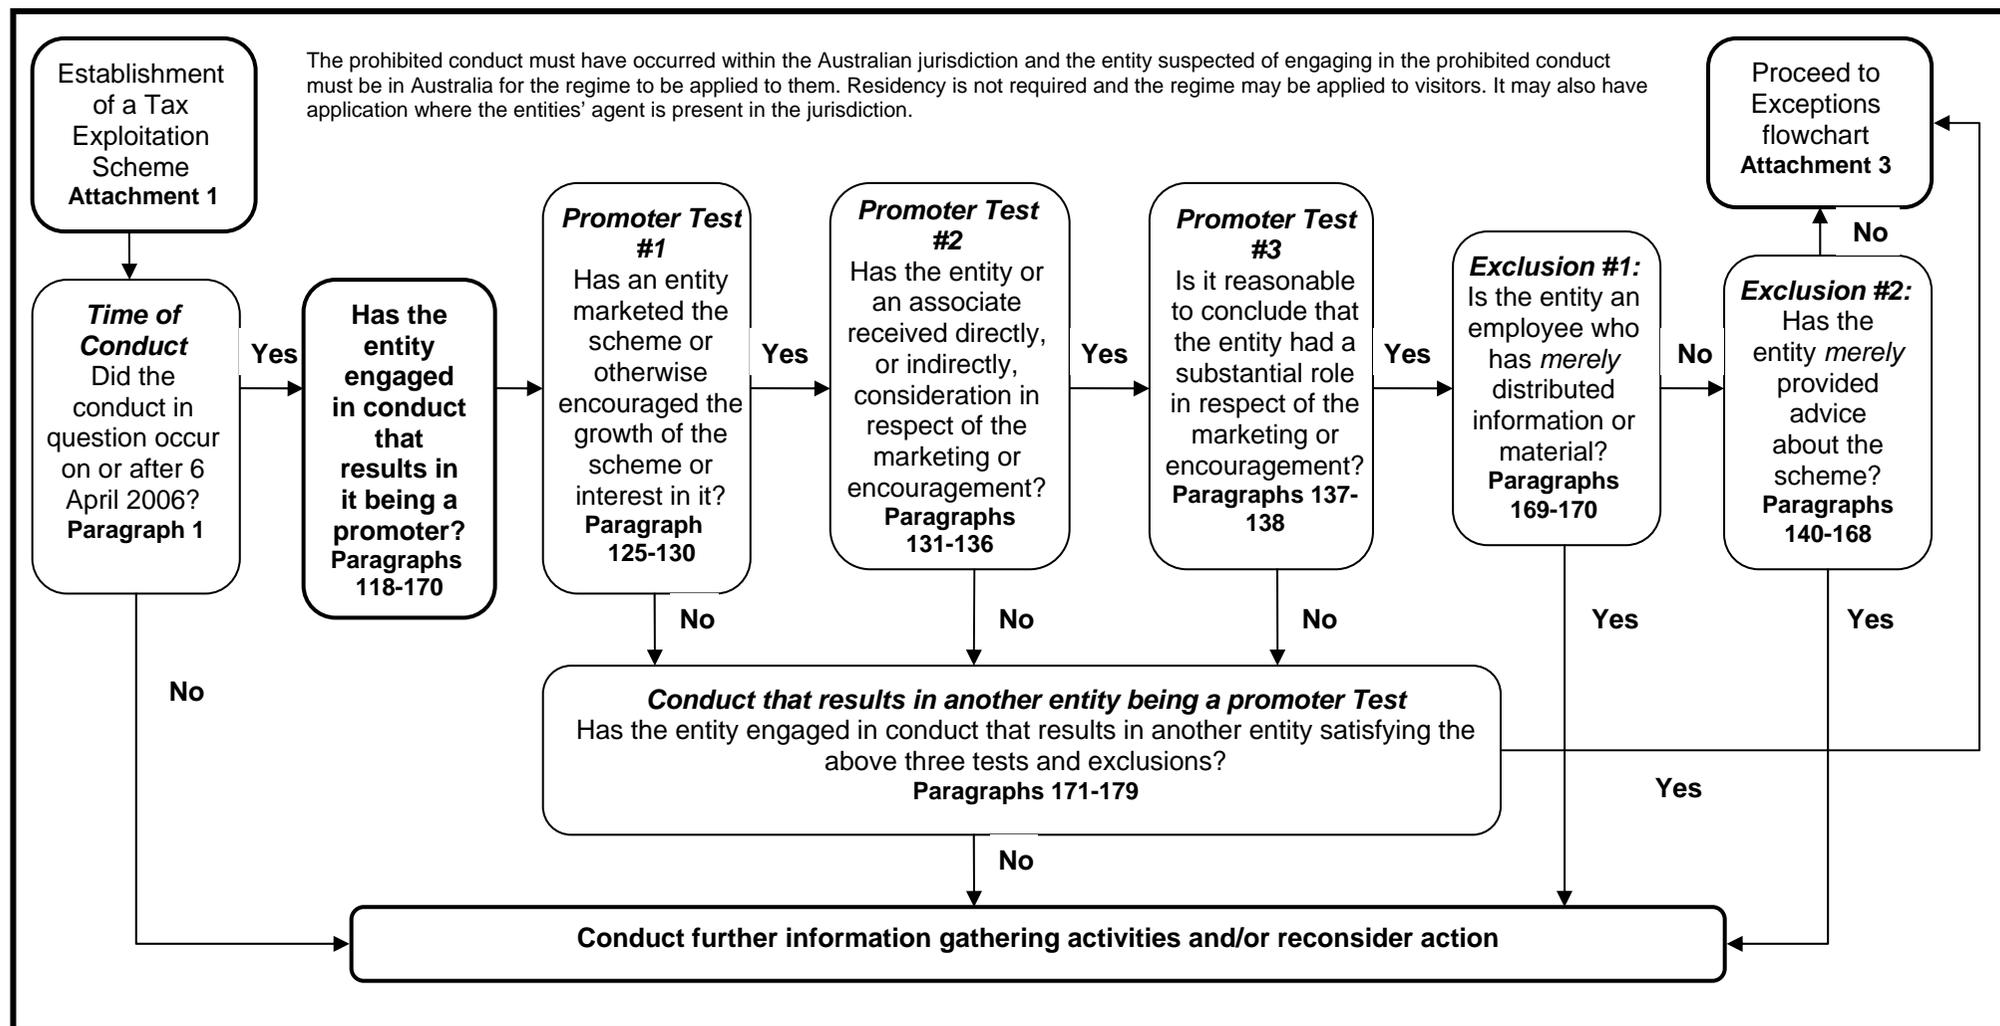 Establishment
of a Tax
Exploitation
Scheme
Attachment 1
The prohibited conduct must have occurred within the Australian jurisdiction and the entity suspected of engaging in the prohibited conduct
must be in Australia for the regime to be applied to them. Residency is not required and the regime may be applied to visitors. It may also have
application where the entities’ agent is present in the jurisdiction.
Proceed to
Exceptions
flowchart
Attachment 3
Time of
Conduct
Did the
conduct in
question occur
on or after 6
April 2006?
Paragraph 1
Yes
No
Has the
entity
engaged
in conduct
that
results in
it being a
promoter?
Paragraphs
118-170
Promoter Test
#1
Has an entity
marketed the
scheme or
otherwise
encouraged the
growth of the
scheme or
interest in it?
Paragraph
125-130
Yes
No
Promoter Test
#2
Has the entity or
an associate
received directly,
or indirectly,
consideration in
respect of the
marketing or
encouragement?
Paragraphs
131-136
Yes
No
Promoter Test
#3
Is it reasonable
to conclude that
the entity had a
substantial role
in respect of the
marketing or
encouragement?
Paragraphs 137-
138
Yes
No
Exclusion #1:
Is the entity an
employee who
has merely
distributed
information or
material?
Paragraphs
169-170
No
Yes
Exclusion #2:
Has the
entity merely
provided
advice
about the
scheme?
Paragraphs
140-168
No
Yes
Conduct that results in another entity being a promoter Test
Has the entity engaged in conduct that results in another entity satisfying the
above three tests and exclusions?
Paragraphs 171-179
Yes
No
Conduct further information gathering activities and/or reconsider action